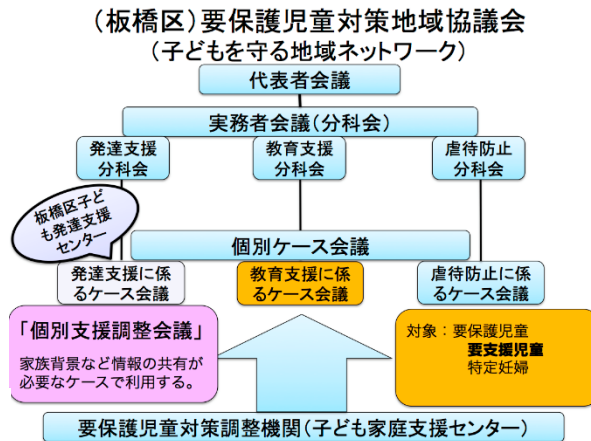 （板橋区）要保護児童対策地域協議会
（子どもを守る地域ネットワーク）
代表者会議
実務者会議（分科会）
発達支援
分科会
教育支援
分科会
虐待防止
分科会
板橋区子ど
も発達支援
センター
個別ケース会議
発達支援に係
るケース会議
教育支援に係
るケース会議
虐待防止に係
るケース会議
「個別支援調整会議」
家族背景など情報の共有が
必要なケースで利用する。
対象：要保護児童
要支援児童
特定妊婦
要保護児童対策調整機関（子ども家庭支援センター）